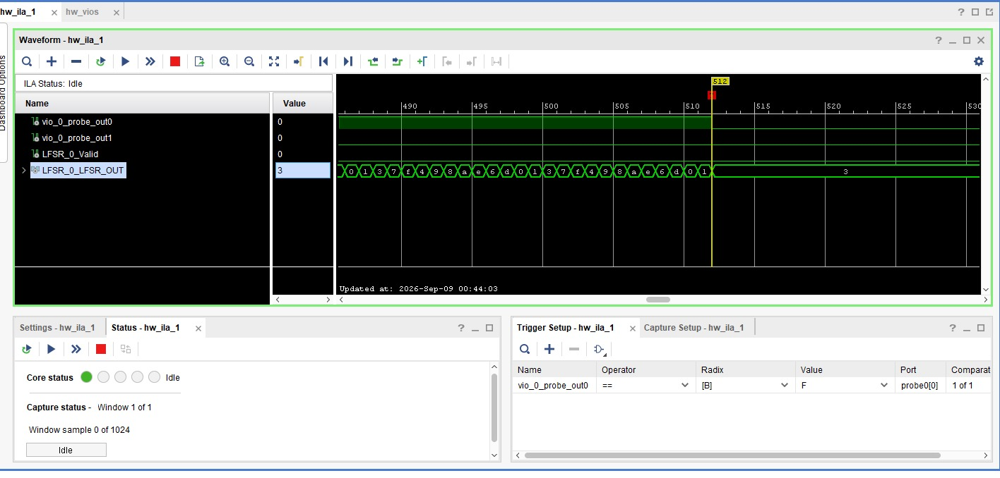 hw_ila_1 hw_vios
Dashboard Options
Waveform - hw_ila_1
ILA Status: Idle
Name Value
vio_0_probe_out0 0
vio_0_probe_out1 0
LFSR_0_Valid 0
LFSR_0_LFSR_OUT 3
512
490 495 500 505 510 515 520 525 530
0 1 3 7 f 4 9 8 a e 6 d 0 1 3 7 f 4 9 8 a e 6 d 0 1 3
Updated at: 2026-Sep-09 00:44:03
Settings - hw_ila_1 Status - hw_ila_1
Core status Idle
Capture status - Window 1 of 1
Window sample 0 of 1024
Idle
Trigger Setup - hw_ila_1 Capture Setup - hw_ila_1
Name Operator Radix Value Port Comparat
vio_0_probe_out0 == [B] F probe0[0] 1 of 1